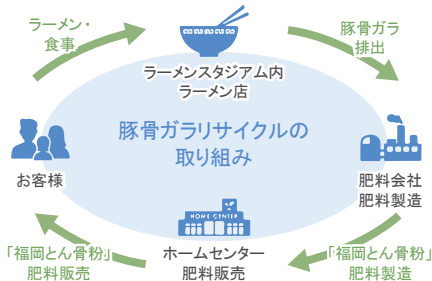 ラーメン・
食事
豚骨ガラ
排出
ラーメンスタジアム内
ラーメン店
豚骨ガラリサイクルの
取り組み
お客様
肥料会社
肥料製造
HOME CENTER
ホームセンター
肥料販売
「福岡とん骨粉」
肥料販売
「福岡とん骨粉」
肥料製造